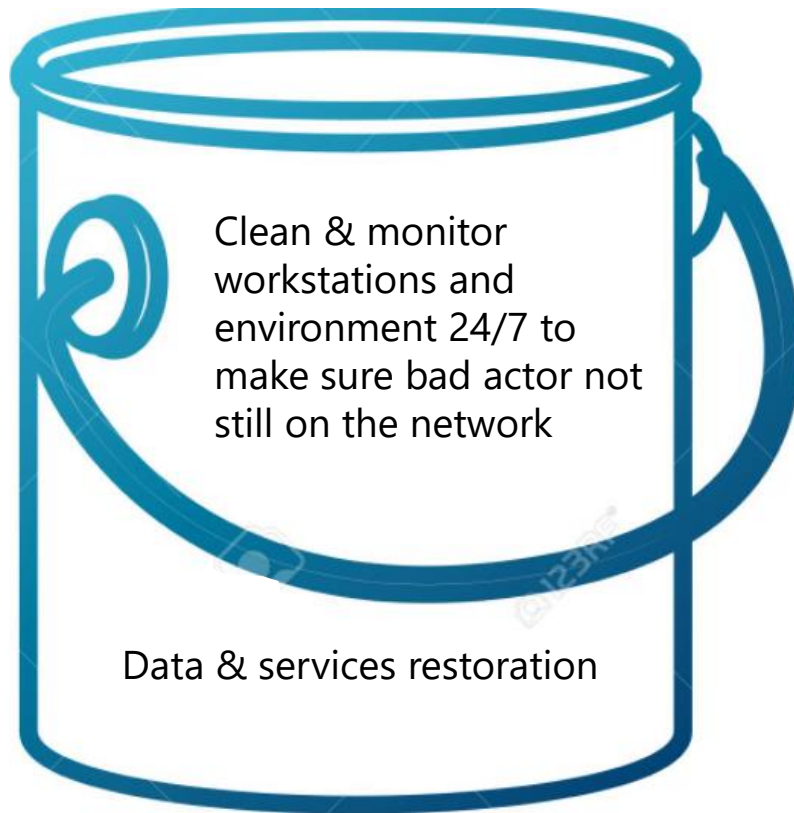 Clean & monitor
workstations and
environment 24/7 to
make sure bad actor not
still on the network
123RF®
Data & services restoration